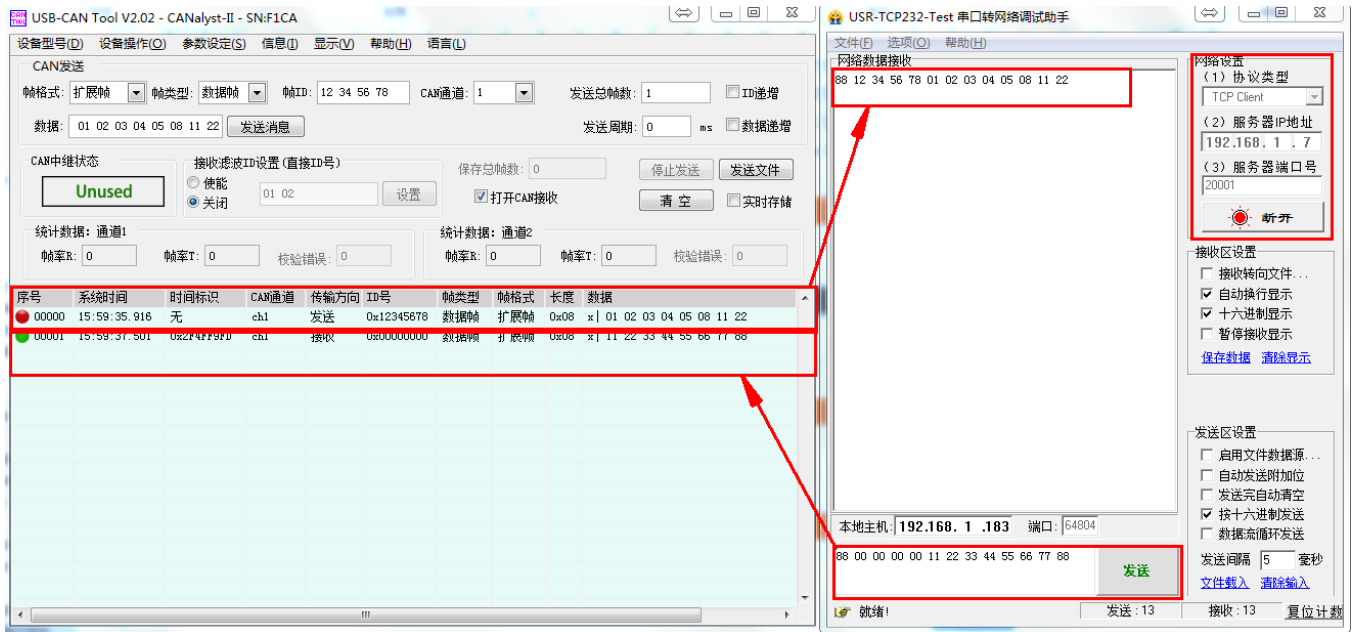 USB-CAN Tool V2.02 - CANalyst-II - SN:F1CA
设备型号(D) 设备操作(O) 参数设定(S) 信息(I) 显示(V) 帮助(H) 语言(L)
CAN发送
帧格式: 扩展帧 帧类型: 数据帧 帧ID: 12 34 56 78 CAN通道: 1 发送总帧数: 1 ID递增
数据: 01 02 03 04 05 08 11 22 发送消息 发送周期: 0 ms 数据递增
CAN中继状态
Unused
接收滤波ID设置(直接ID号)
使能
关闭
01 02 设置
保存总帧数: 0 停止发送 发送文件
打开CAN接收 清 空 实时存储
统计数据: 通道1
帧率R: 0 帧率T: 0 校验错误: 0
统计数据: 通道2
帧率R: 0 帧率T: 0 校验错误: 0
序号 系统时间 时间标识 CAN通道 传输方向 ID号 帧类型 帧格式 长度 数据
00000 15:59:35.916 无 ch1 发送 0x12345678 数据帧 扩展帧 0x08 x| 01 02 03 04 05 08 11 22
00001 15:59:37.501 0x2F4FF9FD ch1 接收 0x00000000 数据帧 扩展帧 0x08 x| 11 22 33 44 55 66 77 88
USR-TCP232-Test 串口转网络调试助手
文件(F) 选项(O) 帮助(H)
网络数据接收
88 12 34 56 78 01 02 03 04 05 08 11 22
网络设置
(1) 协议类型
TCP Client
(2) 服务器IP地址
192.168. 1 . 7
(3) 服务器端口号
20001
断开
接收区设置
接收转向文件...
自动换行显示
十六进制显示
暂停接收显示
保存数据 清除显示
发送区设置
启用文件数据源...
自动发送附加位
发送完自动清空
按十六进制发送
数据流循环发送
发送间隔 5 毫秒
文件载入 清除输入
本地主机: 192.168. 1 .183 端口: 64804
88 00 00 00 00 11 22 33 44 55 66 77 88
发送
就绪! 发送 : 13 接收 : 13 复位计数